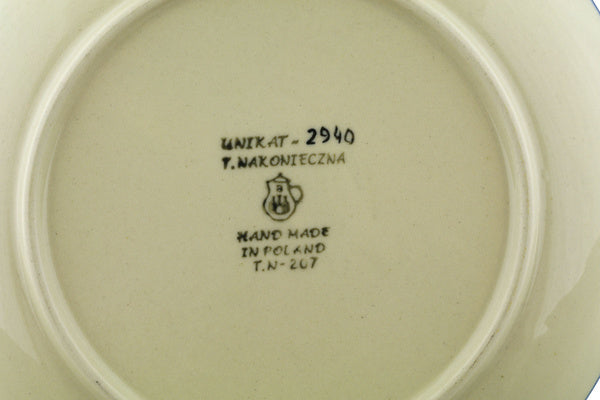 UNIKAT - 2940
T. NAKONIECZNA
HAND MADE
IN POLAND
T.N-207